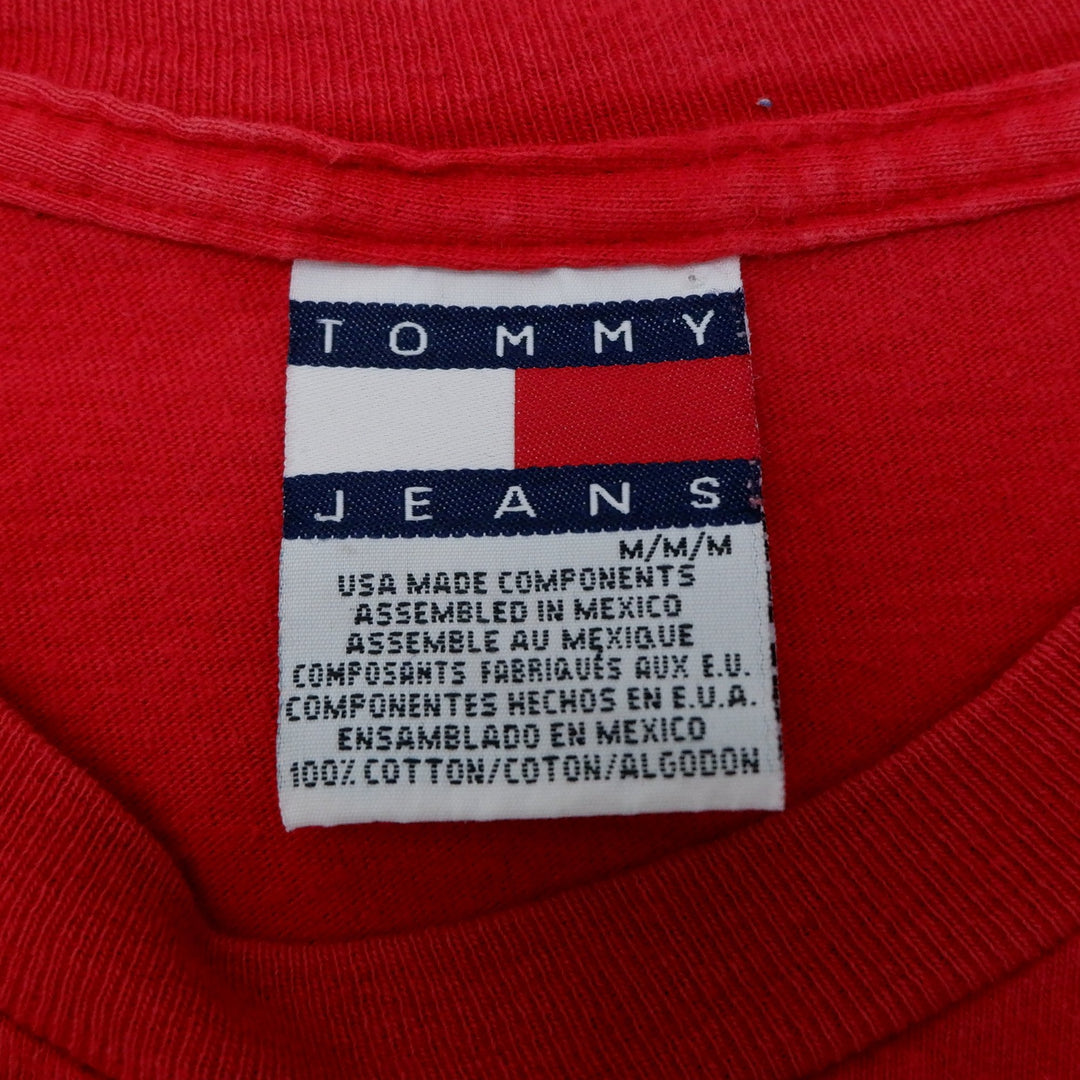 TOMMY
JEANS
M/M/M
USA MADE COMPONENTS
ASSEMBLED IN MEXICO
ASSEMBLE AU MEXIQUE
COMPOSANTS FABRIQUÉS AUX E.U.
COMPONENTES HECHOS EN E.U.A.
ENSAMBLADO EN MEXICO
100% COTTON/COTON/ALGODON